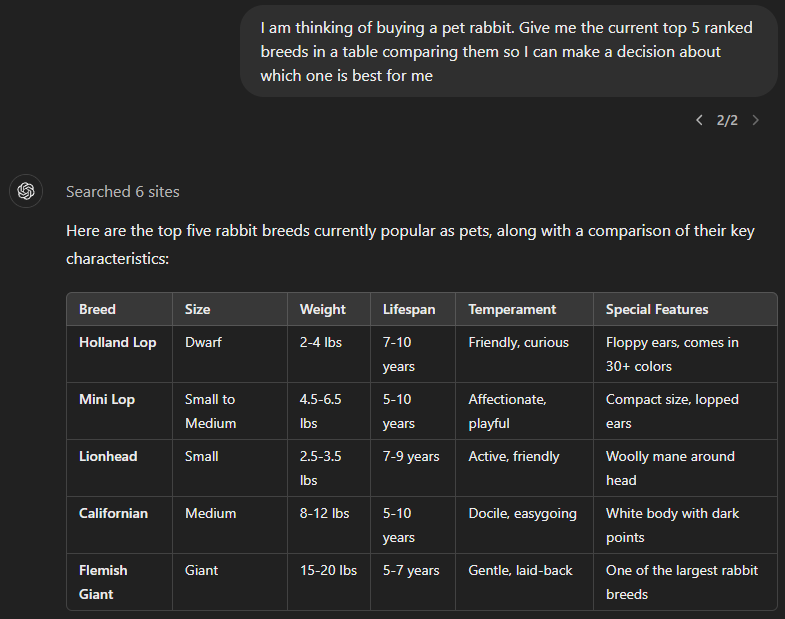 I am thinking of buying a pet rabbit. Give me the current top 5 ranked
breeds in a table comparing them so I can make a decision about
which one is best for me
2/2
Searched 6 sites
Here are the top five rabbit breeds currently popular as pets, along with a comparison of their key
characteristics:
Breed Size Weight Lifespan Temperament Special Features
Holland Lop Dwarf 2-4 lbs 7-10 Friendly, curious Floppy ears, comes in
years 30+ colors
Mini Lop Small to 4.5-6.5 5-10 Affectionate, Compact size, lopped
Medium lbs years playful ears
Lionhead Small 2.5-3.5 7-9 years Active, friendly Woolly mane around
lbs head
Californian Medium 8-12 lbs 5-10 Docile, easygoing White body with dark
years points
Flemish Giant 15-20 lbs 5-7 years Gentle, laid-back One of the largest rabbit
Giant breeds